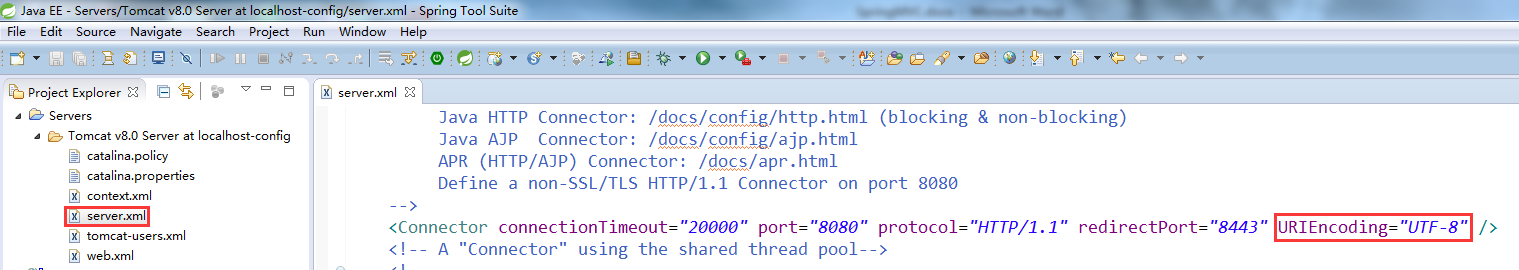 Java EE - Servers/Tomcat v8.0 Server at localhost-config/server.xml - Spring Tool Suite
File Edit Source Navigate Search Project Run Window Help
Project Explorer
server.xml
Servers
Tomcat v8.0 Server at localhost-config
catalina.policy
catalina.properties
context.xml
server.xml
tomcat-users.xml
web.xml
Java HTTP Connector: /docs/config/http.html (blocking & non-blocking)
Java AJP  Connector: /docs/config/ajp.html
APR (HTTP/AJP) Connector: /docs/apr.html
Define a non-SSL/TLS HTTP/1.1 Connector on port 8080
-->
<Connector connectionTimeout="20000" port="8080" protocol="HTTP/1.1" redirectPort="8443" URIEncoding="UTF-8" />
<!-- A "Connector" using the shared thread pool-->